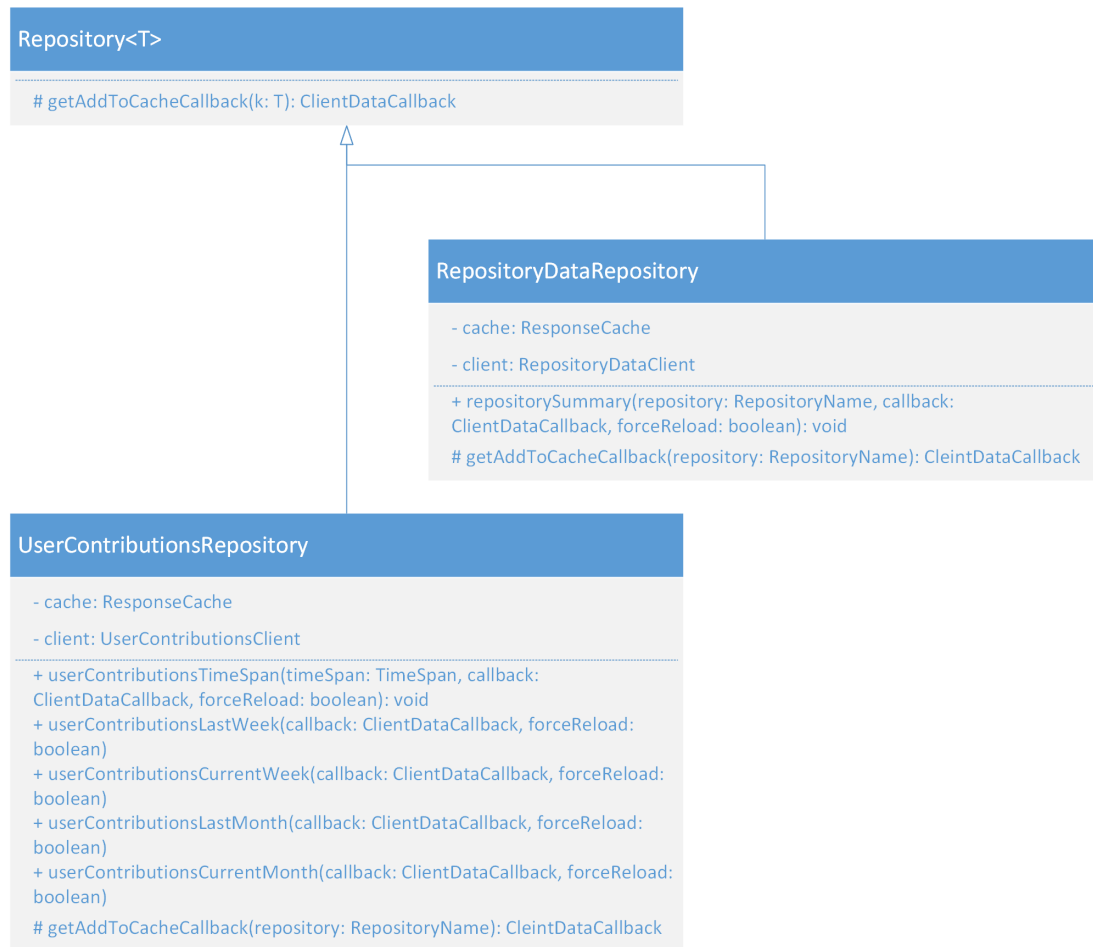 Repository<T>
# getAddToCacheCallback(k: T): ClientDataCallback
RepositoryDataRepository
- cache: ResponseCache
- client: RepositoryDataClient
+ repositorySummary(repository: RepositoryName, callback:
ClientDataCallback, forceReload: boolean): void
# getAddToCacheCallback(repository: RepositoryName): CleintDataCallback
UserContributionsRepository
- cache: ResponseCache
- client: UserContributionsClient
+ userContributionsTimeSpan(timeSpan: TimeSpan, callback:
ClientDataCallback, forceReload: boolean): void
+ userContributionsLastWeek(callback: ClientDataCallback, forceReload:
boolean)
+ userContributionsCurrentWeek(callback: ClientDataCallback, forceReload:
boolean)
+ userContributionsLastMonth(callback: ClientDataCallback, forceReload:
boolean)
+ userContributionsCurrentMonth(callback: ClientDataCallback, forceReload:
boolean)
# getAddToCacheCallback(repository: RepositoryName): CleintDataCallback